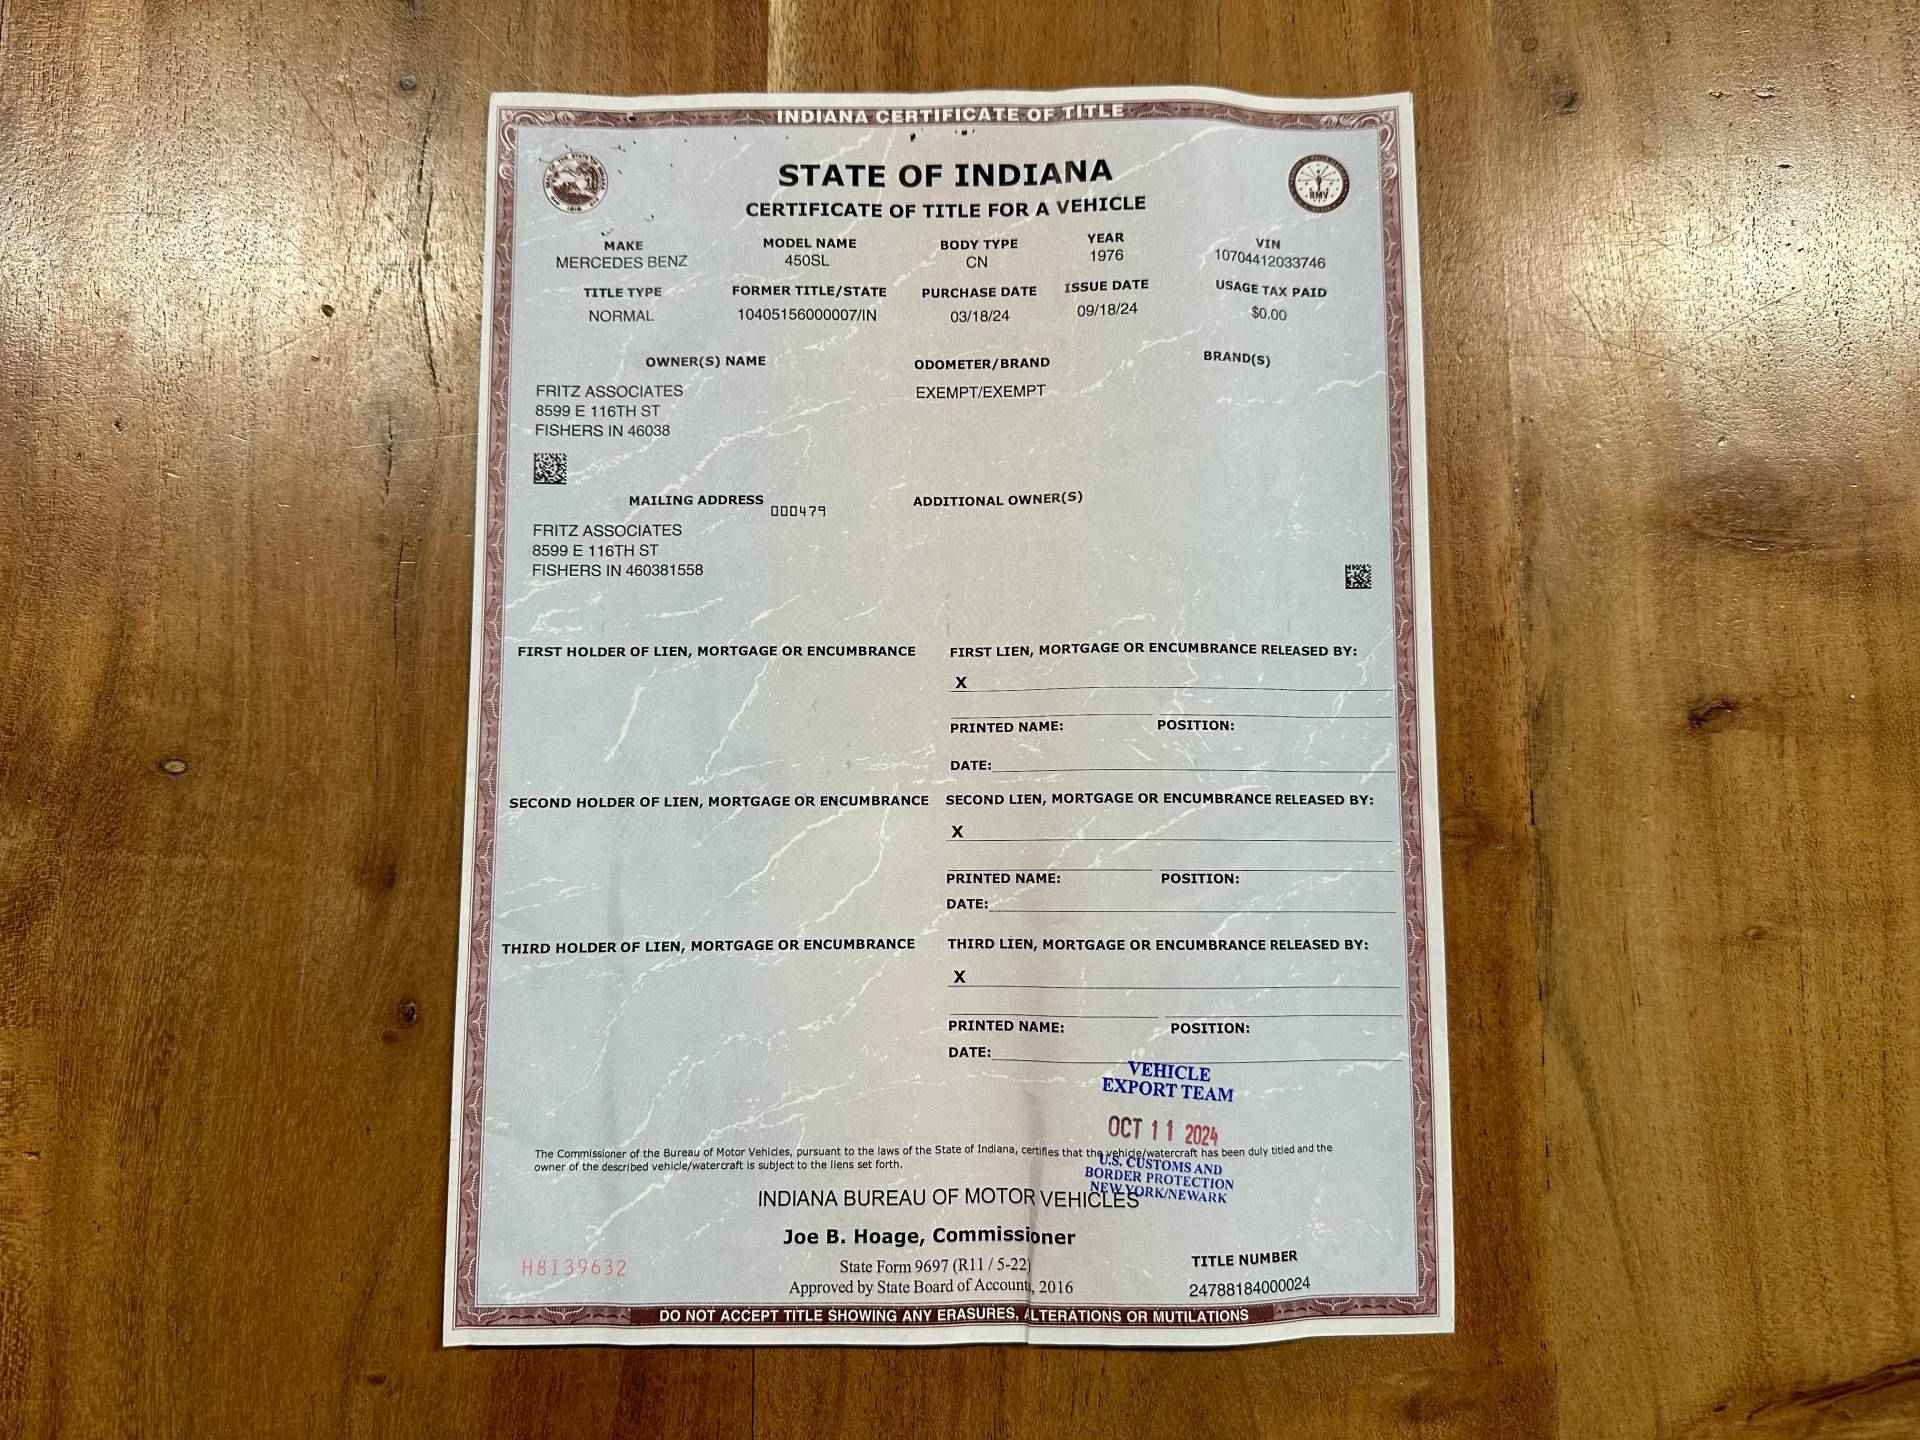 INDIANA CERTIFICATE OF TITLE
STATE OF INDIANA
CERTIFICATE OF TITLE FOR A VEHICLE
BMV
MAKE MODEL NAME BODY TYPE YEAR VIN
MERCEDES BENZ 450SL CN 1976 10704412033746
TITLE TYPE FORMER TITLE/STATE PURCHASE DATE ISSUE DATE USAGE TAX PAID
NORMAL 10405156000007/IN 03/18/24 09/18/24 $0.00
OWNER(S) NAME ODOMETER/BRAND BRAND(S)
FRITZ ASSOCIATES EXEMPT/EXEMPT
8599 E 116TH ST
FISHERS IN 46038
MAILING ADDRESS 000479 ADDITIONAL OWNER(S)
FRITZ ASSOCIATES
8599 E 116TH ST
FISHERS IN 460381558
FIRST HOLDER OF LIEN, MORTGAGE OR ENCUMBRANCE FIRST LIEN, MORTGAGE OR ENCUMBRANCE RELEASED BY:
X
PRINTED NAME: POSITION:
DATE:
SECOND HOLDER OF LIEN, MORTGAGE OR ENCUMBRANCE SECOND LIEN, MORTGAGE OR ENCUMBRANCE RELEASED BY:
X
PRINTED NAME: POSITION:
DATE:
THIRD HOLDER OF LIEN, MORTGAGE OR ENCUMBRANCE THIRD LIEN, MORTGAGE OR ENCUMBRANCE RELEASED BY:
X
PRINTED NAME: POSITION:
DATE:
VEHICLE
EXPORT TEAM
OCT 11 2024
The Commissioner of the Bureau of Motor Vehicles, pursuant to the laws of the State of Indiana, certifies that the vehicle/watercraft has been duly titled and the
owner of the described vehicle/watercraft is subject to the liens set forth.
U.S. CUSTOMS AND
BORDER PROTECTION
NEW YORK/NEWARK
INDIANA BUREAU OF MOTOR VEHICLES
Joe B. Hoage, Commissioner
H8139632 State Form 9697 (R11 / 5-22) TITLE NUMBER
Approved by State Board of Account, 2016 24788184000024
DO NOT ACCEPT TITLE SHOWING ANY ERASURES, ALTERATIONS OR MUTILATIONS